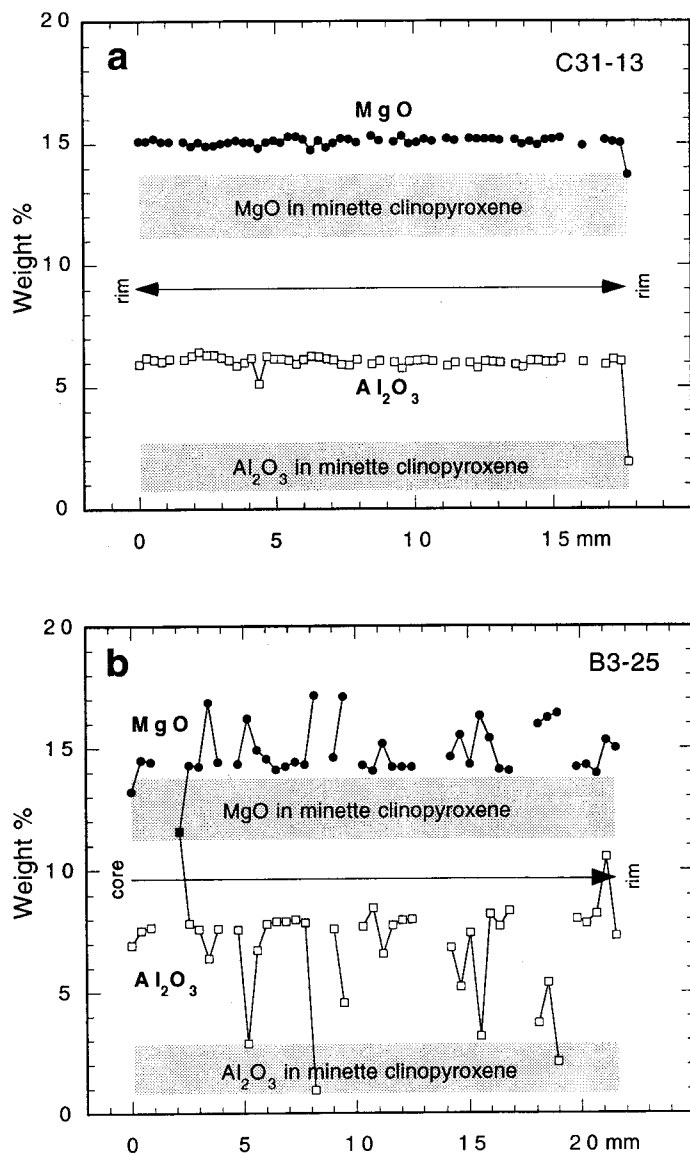 20
a
C31-13
MgO
15
MgO in minette clinopyroxene
Weight %
10
rim
rim
5
Al₂O₃
Al₂O₃ in minette clinopyroxene
0
0 5 10 15 mm
20
b
B3-25
MgO
15
MgO in minette clinopyroxene
Weight %
10
core
rim
Al₂O₃
5
Al₂O₃ in minette clinopyroxene
0
0 5 10 15 20 mm